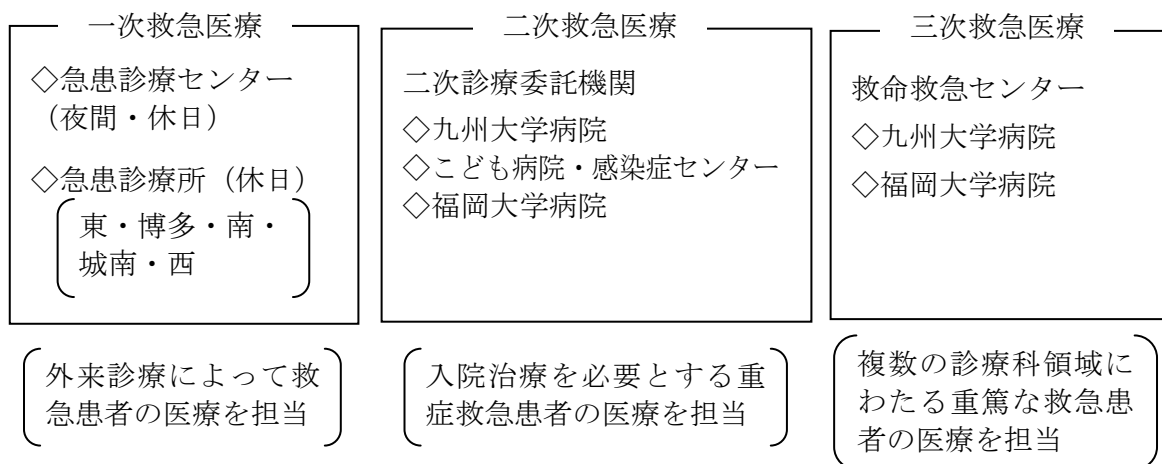 一次救急医療
◇急患診療センター
（夜間・休日）
◇急患診療所（休日）
東・博多・南・
城南・西
外来診療によって救
急患者の医療を担当
二次救急医療
二次診療委託機関
◇九州大学病院
◇こども病院・感染症センター
◇福岡大学病院
入院治療を必要とする重
症救急患者の医療を担当
三次救急医療
救命救急センター
◇九州大学病院
◇福岡大学病院
複数の診療科領域に
わたる重篤な救急患
者の医療を担当